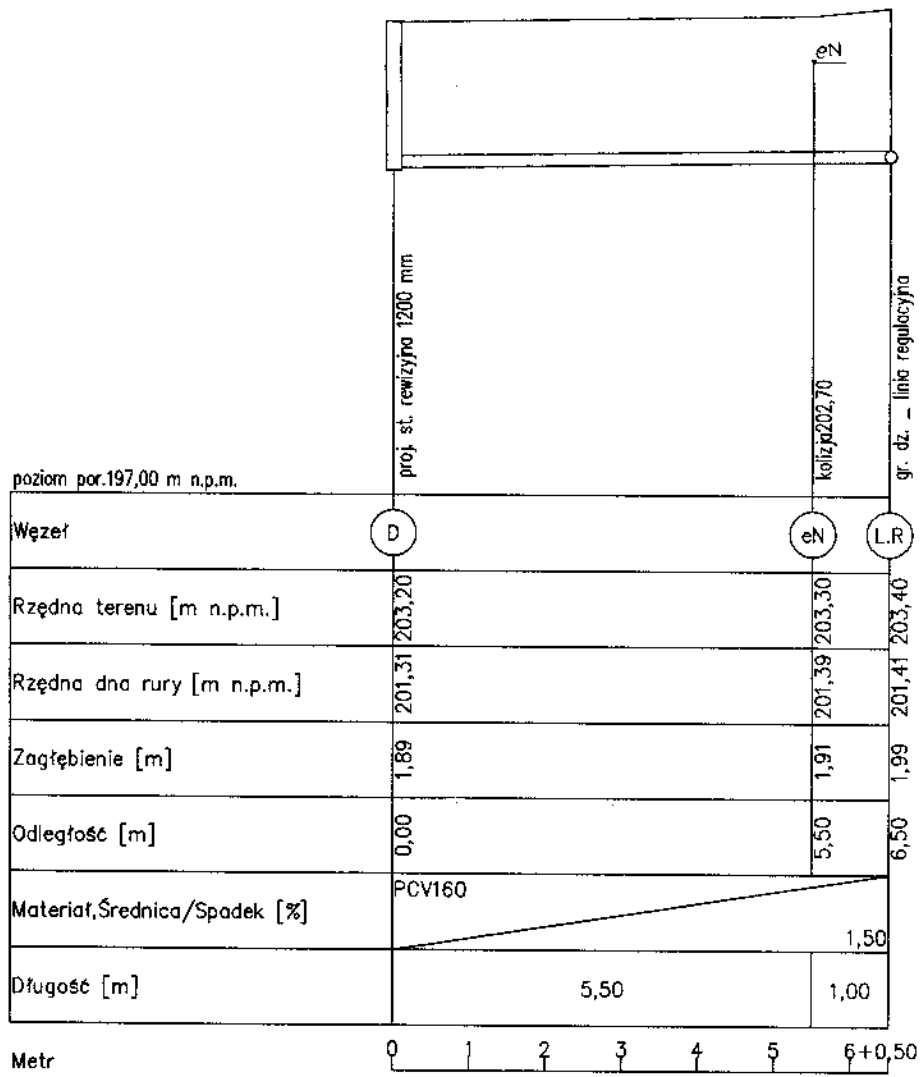 eN
proj. st. rewizyjna 1200 mm
kolizja202,70
gr. dz. _ linia regulacyjna
poziom por.197,00 m n.p.m.
Węzeł D eN L.R
Rzędna terenu [m n.p.m.] 203,20 203,30 203,40
Rzędna dna rury [m n.p.m.] 201,31 201,39 201,41
Zagłębienie [m] 1,89 1,91 1,99
Odległość [m] 0,00 5,50 6,50
Materiał,Średnica/Spadek [%] PCV160 1,50
Długość [m] 5,50 1,00
Metr 0 1 2 3 4 5 6+0,50